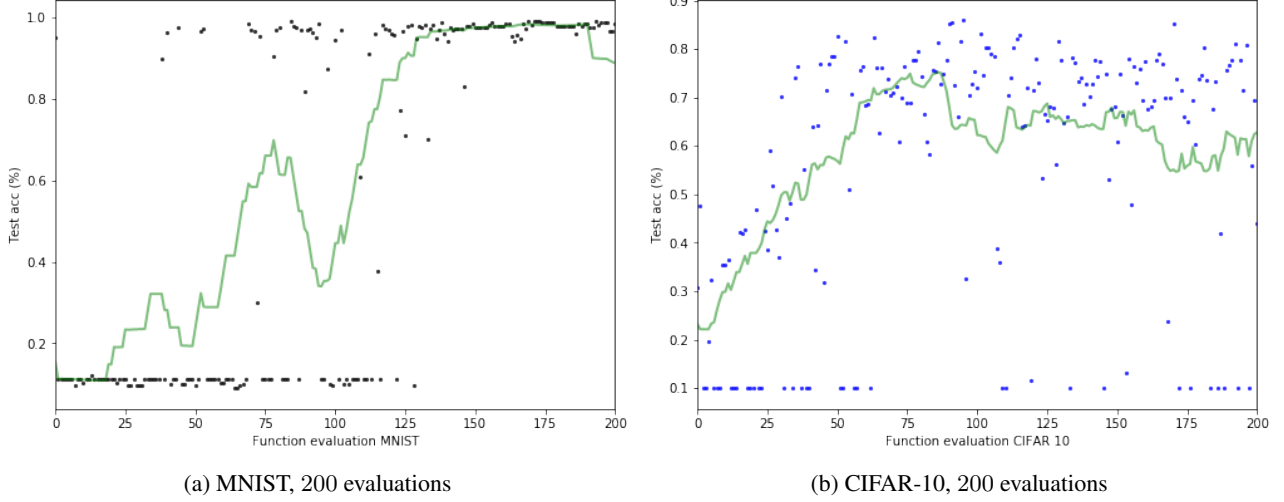 1.0
0.8
0.6
0.4
0.2
Test acc (%)
0 25 50 75 100 125 150 175 200
Function evaluation MNIST
(a) MNIST, 200 evaluations
0.9
0.8
0.7
0.6
0.5
0.4
0.3
0.2
0.1
Test acc (%)
0 25 50 75 100 125 150 175 200
Function evaluation CIFAR 10
(b) CIFAR-10, 200 evaluations